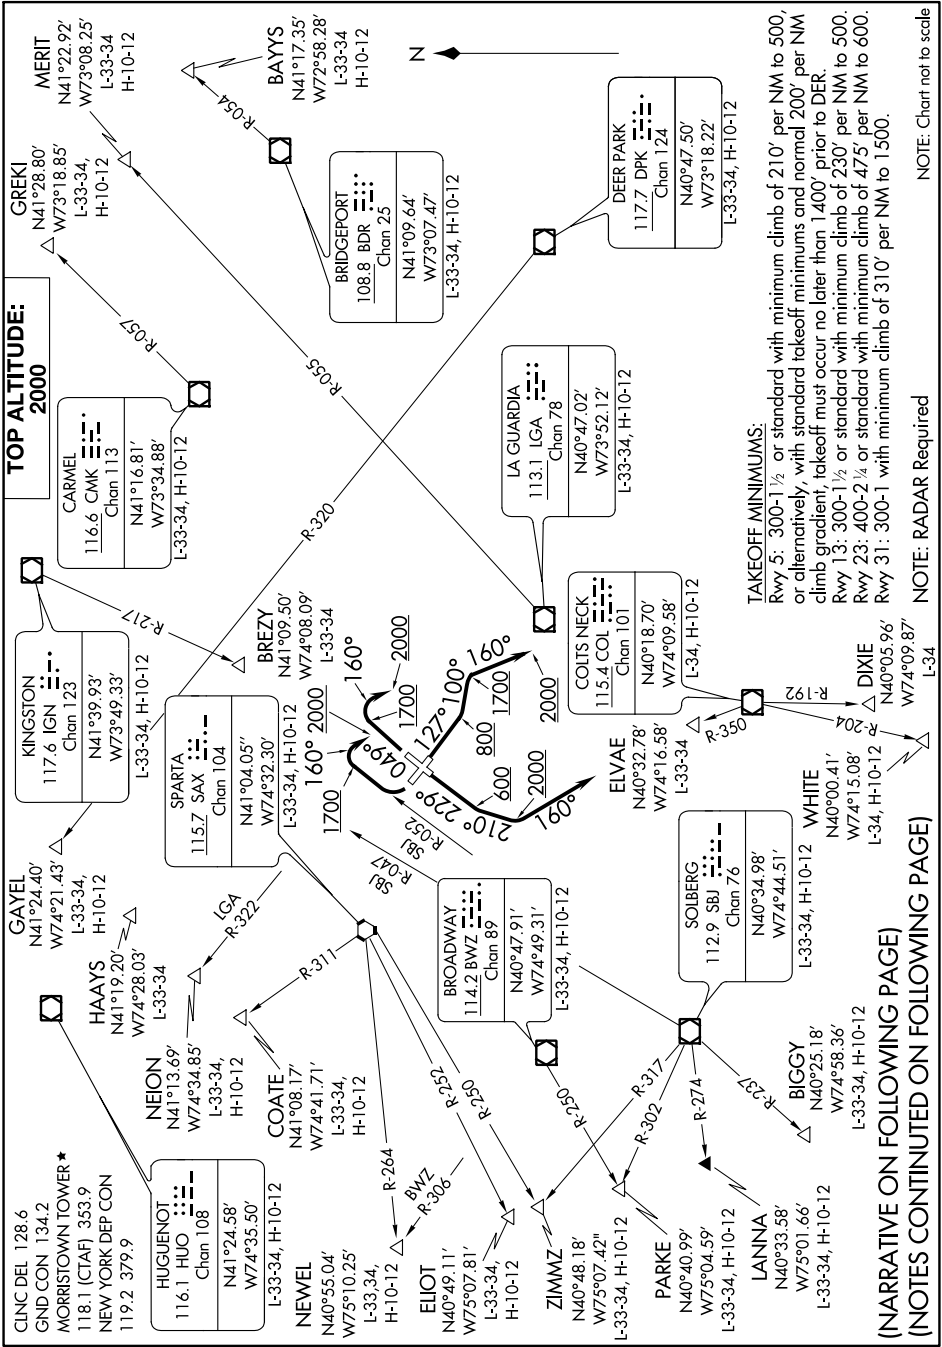 CLNC DEL 128.6
GND CON 134.2
MORRISTOWN TOWER★
118.1 (CTAF) 353.9
NEW YORK DEP CON
119.2 379.9
TOP ALTITUDE:
2000
HUGUENOT
116.1 HUO
Chan 108
N41°24.58'
W74°35.50'
L-33-34, H-10-12
HAAYS
N41°19.20'
W74°28.03'
L-33-34
GAYEL
N41°24.40'
W74°21.43'
L-33-34,
H-10-12
KINGSTON
117.6 IGN
Chan 123
N41°39.93'
W73°49.33'
L-33-34, H-10-12
R-217
BREZY
N41°09.50'
W74°08.09'
L-33-34
CARMEL
116.6 CMK
Chan 113
N41°16.81'
W73°34.88'
L-33-34, H-10-12
R-057
GREKI
N41°28.80'
W73°18.85'
L-33-34,
H-10-12
MERIT
N41°22.92'
W73°08.25'
L-33-34
H-10-12
R-055
BAYYS
N41°17.35'
W72°58.28'
L-33-34
H-10-12
R-054
BRIDGEPORT
108.8 BDR
Chan 25
N41°09.64'
W73°07.47'
L-33-34, H-10-12
N
NEION
N41°13.69'
W74°34.85'
L-33-34,
H-10-12
LGA
R-322
COATE
N41°08.17'
W74°41.71'
L-33-34,
H-10-12
R-311
SPARTA
115.7 SAX
Chan 104
N41°04.05''
W74°32.30'
L-33-34, H-10-12
R-320
DEER PARK
117.7 DPK
Chan 124
N40°47.50'
W73°18.22'
L-33-34, H-10-12
LA GUARDIA
113.1 LGA
Chan 78
N40°47.02'
W73°52.12'
L-33-34, H-10-12
NEWEL
N40°55.04'
W75°10.25'
L-33,34,
H-10-12
R-264
BWZ
R-306
ELIOT
N40°49.11'
W75°07.81'
L-33-34,
H-10-12
R-252
R-250
ZIMMZ
N40°48.18'
W75°07.42"
L-33-34, H-10-12
BROADWAY
114.2 BWZ
Chan 89
N40°47.91'
W74°49.31'
L-33-34, H-10-12
R-250
SBJ
R-047
SBJ
R-052
160° 2000
1700
049°
160°
2000
1700
127° 100°
160°
800
1700
2000
229°
210°
600
2000
160°
PARKE
N40°40.99'
W75°04.59'
L-33-34, H-10-12
R-317
R-302
R-274
R-237
LANNA
N40°33.58'
W75°01.66'
L-33-34, H-10-12
BIGGY
N40°25.18'
W74°58.36'
L-33-34, H-10-12
SOLBERG
112.9 SBJ
Chan 76
N40°34.98'
W74°44.51'
L-33-34, H-10-12
ELVAE
N40°32.78'
W74°16.58'
L-33-34
COLTS NECK
115.4 COL
Chan 101
N40°18.70'
W74°09.58'
L-34, H-10-12
R-350
R-192
R-204
WHITE
N40°00.41'
W74°15.08'
L-34, H-10-12
DIXIE
N40°05.96'
W74°09.87'
L-34
TAKEOFF MINIMUMS:
Rwy 5: 300-1½ or standard with minimum climb of 210' per NM to 500,
or alternatively, with standard takeoff minimums and normal 200' per NM
climb gradient, takeoff must occur no later than 1400' prior to DER.
Rwy 13: 300-1½ or standard with minimum climb of 230' per NM to 500.
Rwy 23: 400-2¼ or standard with minimum climb of 475' per NM to 600.
Rwy 31: 300-1 with minimum climb of 310' per NM to 1500.
NOTE: RADAR Required
NOTE: Chart not to scale
(NARRATIVE ON FOLLOWING PAGE)
(NOTES CONTINUED ON FOLLOWING PAGE)